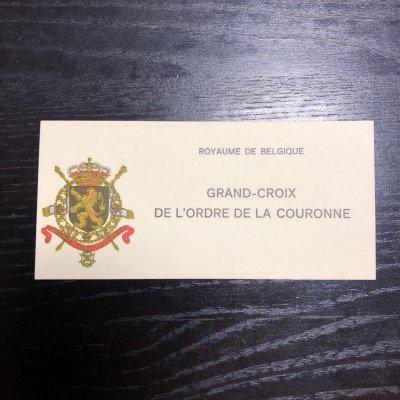 ROYAUME DE BELGIQUE
GRAND-CROIX
DE L'ORDRE DE LA COURONNE